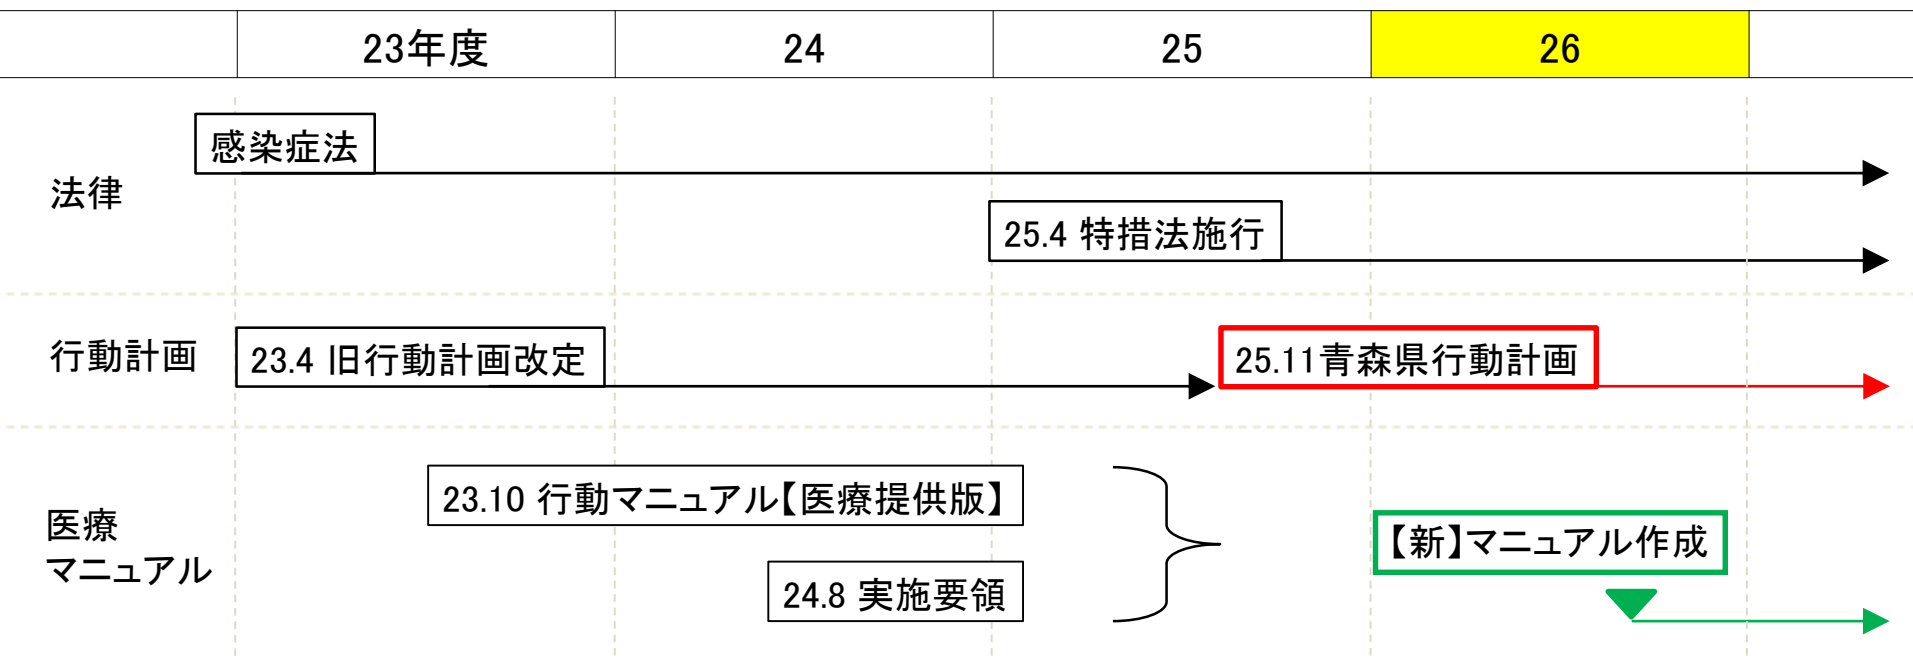 23年度 24 25 26
感染症法
法律
25.4 特措法施行
行動計画
23.4 旧行動計画改定
25.11青森県行動計画
23.10 行動マニュアル【医療提供版】
医療
マニュアル
【新】マニュアル作成
24.8 実施要領